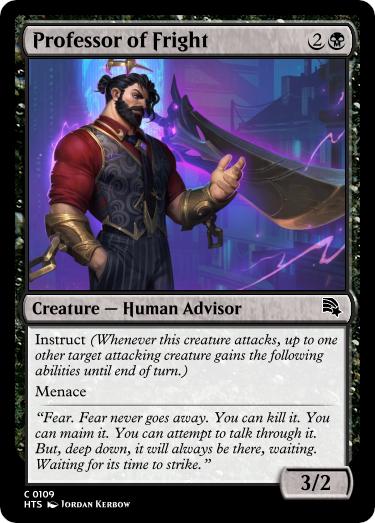 Professor of Fright 2
Creature — Human Advisor
Instruct (Whenever this creature attacks, up to one
other target attacking creature gains the following
abilities until end of turn.)
Menace
“Fear. Fear never goes away. You can kill it. You
can maim it. You can attempt to talk through it.
But, deep down, it will always be there, waiting.
Waiting for its time to strike.”
3/2
C 0109
HTS Jordan Kerbow